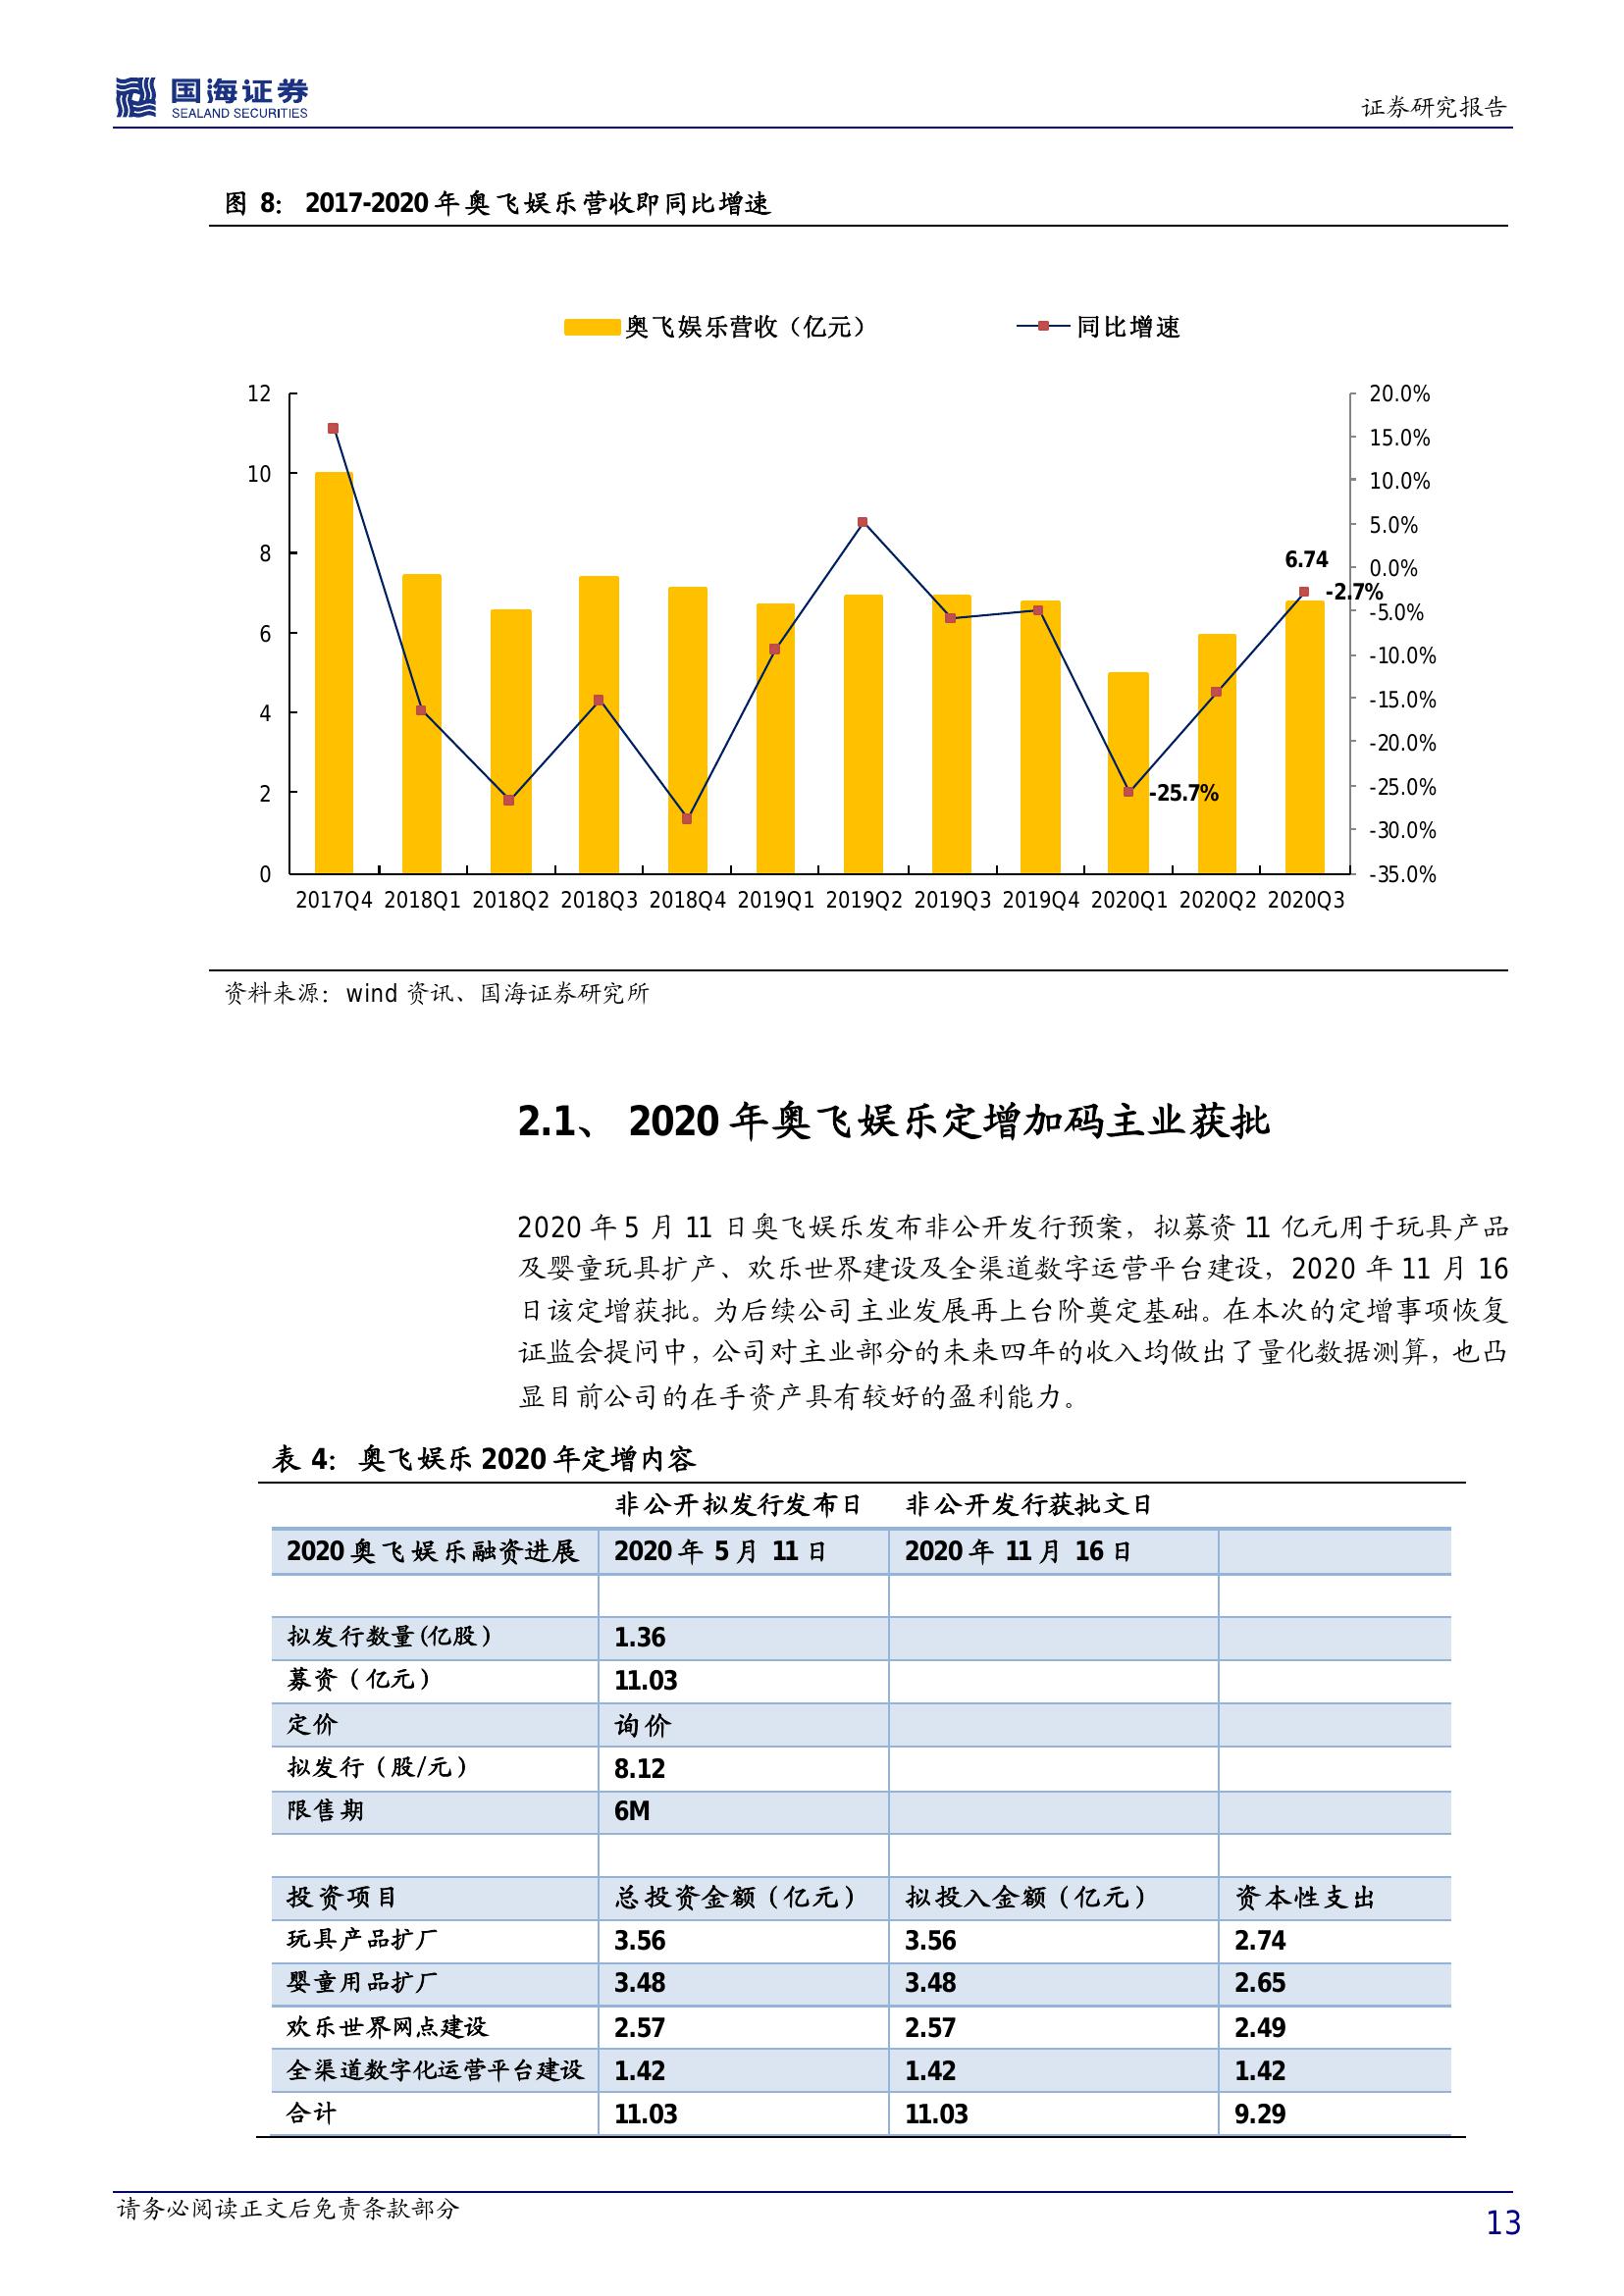 国海证券
SEALAND SECURITIES
证券研究报告
图 8： 2017-2020 年奥飞娱乐营收即同比增速
奥飞娱乐营收（亿元） 同比增速
12 20.0%
15.0%
10 10.0%
5.0%
8 6.74 0.0%
-2.7%
-5.0%
6 -10.0%
4 -15.0%
-20.0%
2 -25.7% -25.0%
-30.0%
0 -35.0%
2017Q4 2018Q1 2018Q2 2018Q3 2018Q4 2019Q1 2019Q2 2019Q3 2019Q4 2020Q1 2020Q2 2020Q3
资料来源：wind 资讯、国海证券研究所
2.1、 2020 年奥飞娱乐定增加码主业获批
2020 年 5 月 11 日奥飞娱乐发布非公开发行预案，拟募资 11 亿元用于玩具产品
及婴童玩具扩产、欢乐世界建设及全渠道数字运营平台建设，2020 年 11 月 16
日该定增获批。为后续公司主业发展再上台阶奠定基础。在本次的定增事项恢复
证监会提问中，公司对主业部分的未来四年的收入均做出了量化数据测算，也凸
显目前公司的在手资产具有较好的盈利能力。
表 4： 奥飞娱乐 2020 年定增内容
非公开拟发行发布日 非公开发行获批文日
2020 奥飞娱乐融资进展 2020 年 5 月 11 日 2020 年 11 月 16 日
拟发行数量(亿股） 1.36
募资（亿元） 11.03
定价 询价
拟发行（股/元） 8.12
限售期 6M
投资项目 总投资金额（亿元） 拟投入金额（亿元） 资本性支出
玩具产品扩厂 3.56 3.56 2.74
婴童用品扩厂 3.48 3.48 2.65
欢乐世界网点建设 2.57 2.57 2.49
全渠道数字化运营平台建设 1.42 1.42 1.42
合计 11.03 11.03 9.29
请务必阅读正文后免责条款部分
13